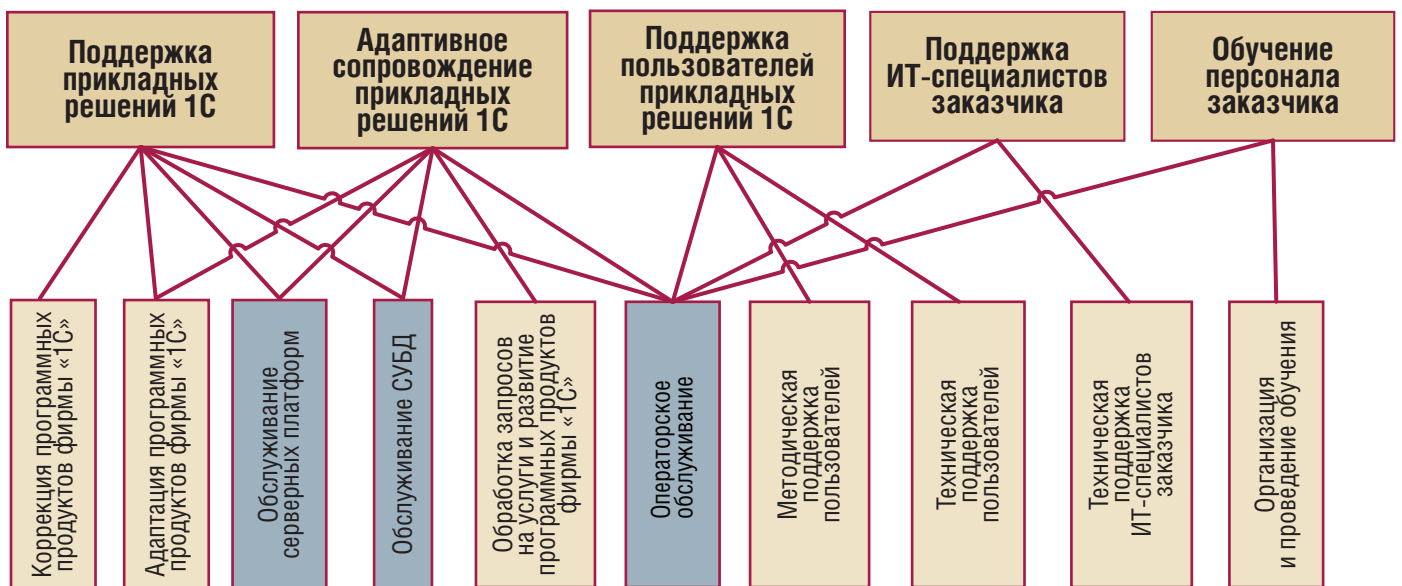 Поддержка
прикладных
решений 1С
Адаптивное
сопровождение
прикладных
решений 1С
Поддержка
пользователей
прикладных
решений 1С
Поддержка
ИТ-специалистов
заказчика
Обучение
персонала
заказчика
Коррекция программных
продуктов фирмы «1С»
Адаптация программных
продуктов фирмы «1С»
Обслуживание
серверных платформ
Обслуживание СУБД
Обработка запросов
на услуги и развитие
программных продуктов
фирмы «1С»
Операторское
обслуживание
Методическая
поддержка
пользователей
Техническая
поддержка
пользователей
Техническая
поддержка
ИТ-специалистов
заказчика
Организация
и проведение обучения